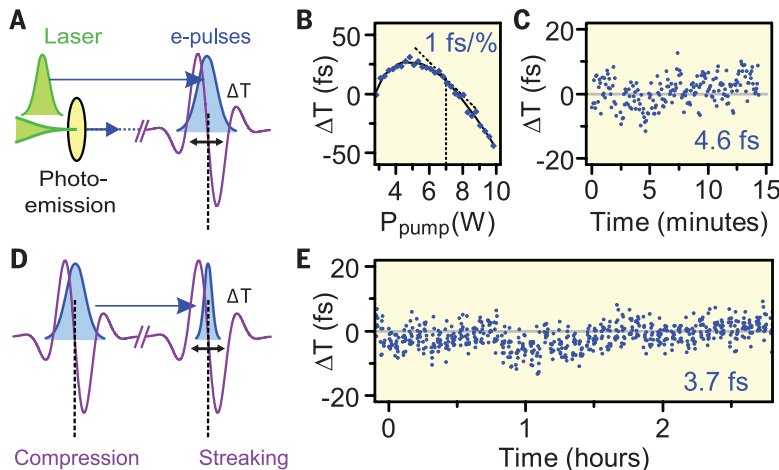 A
Laser
e-pulses
ΔT
Photo-
emission
B
ΔT (fs)
50
0
-50
1 fs/%
4 6 8 10
P_pump(W)
C
ΔT (fs)
20
0
-20
4.6 fs
0 5 10 15
Time (minutes)
D
ΔT
Compression
Streaking
E
ΔT (fs)
20
0
-20
3.7 fs
0 1 2
Time (hours)